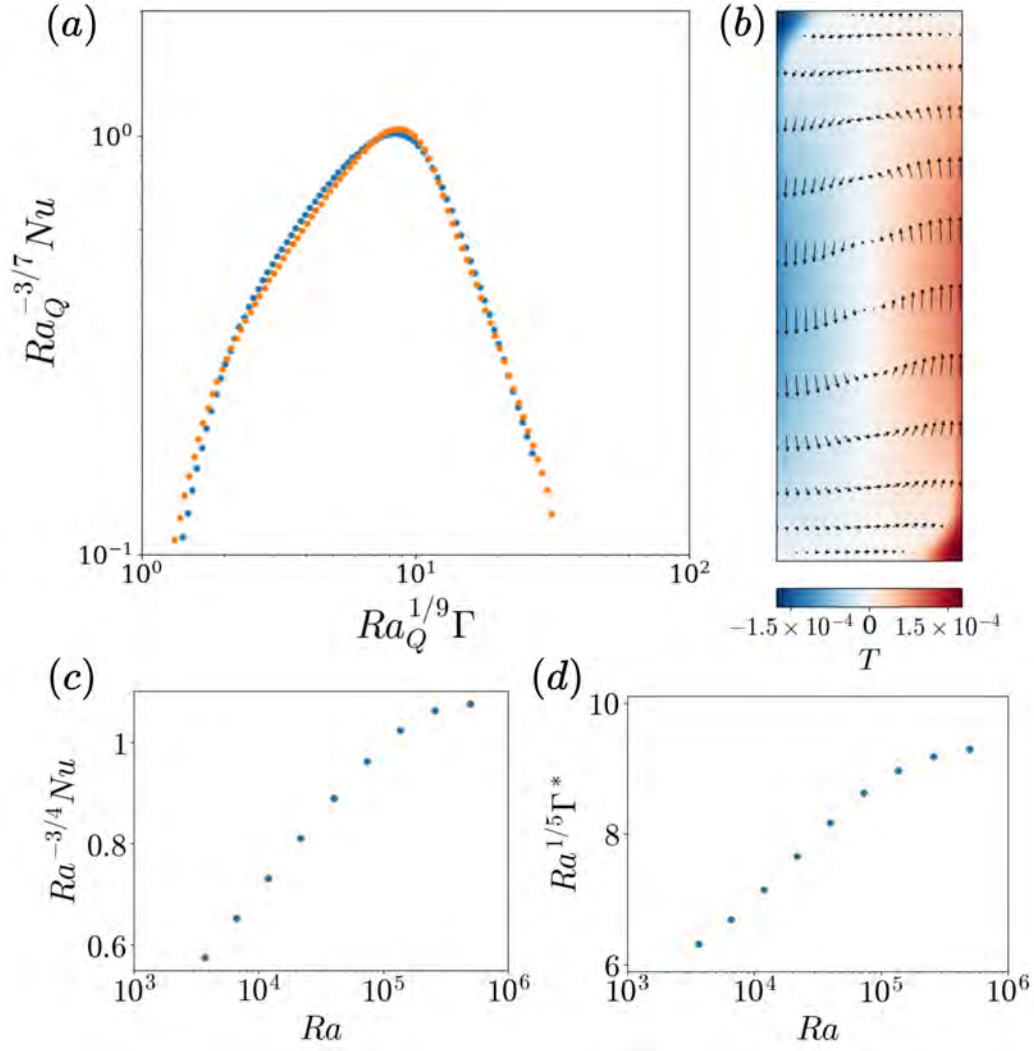 (a)
(b)
10^0
10^{-1}
Ra_Q^{-3/7} Nu
10^0 10^1 10^2
Ra_Q^{1/9} Γ
−1.5 × 10^{-4} 0 1.5 × 10^{-4}
T
(c)
1
0.8
0.6
Ra^{-3/4} Nu
10^3 10^4 10^5 10^6
Ra
(d)
10
8
6
Ra^{1/5} Γ*
10^3 10^4 10^5 10^6
Ra